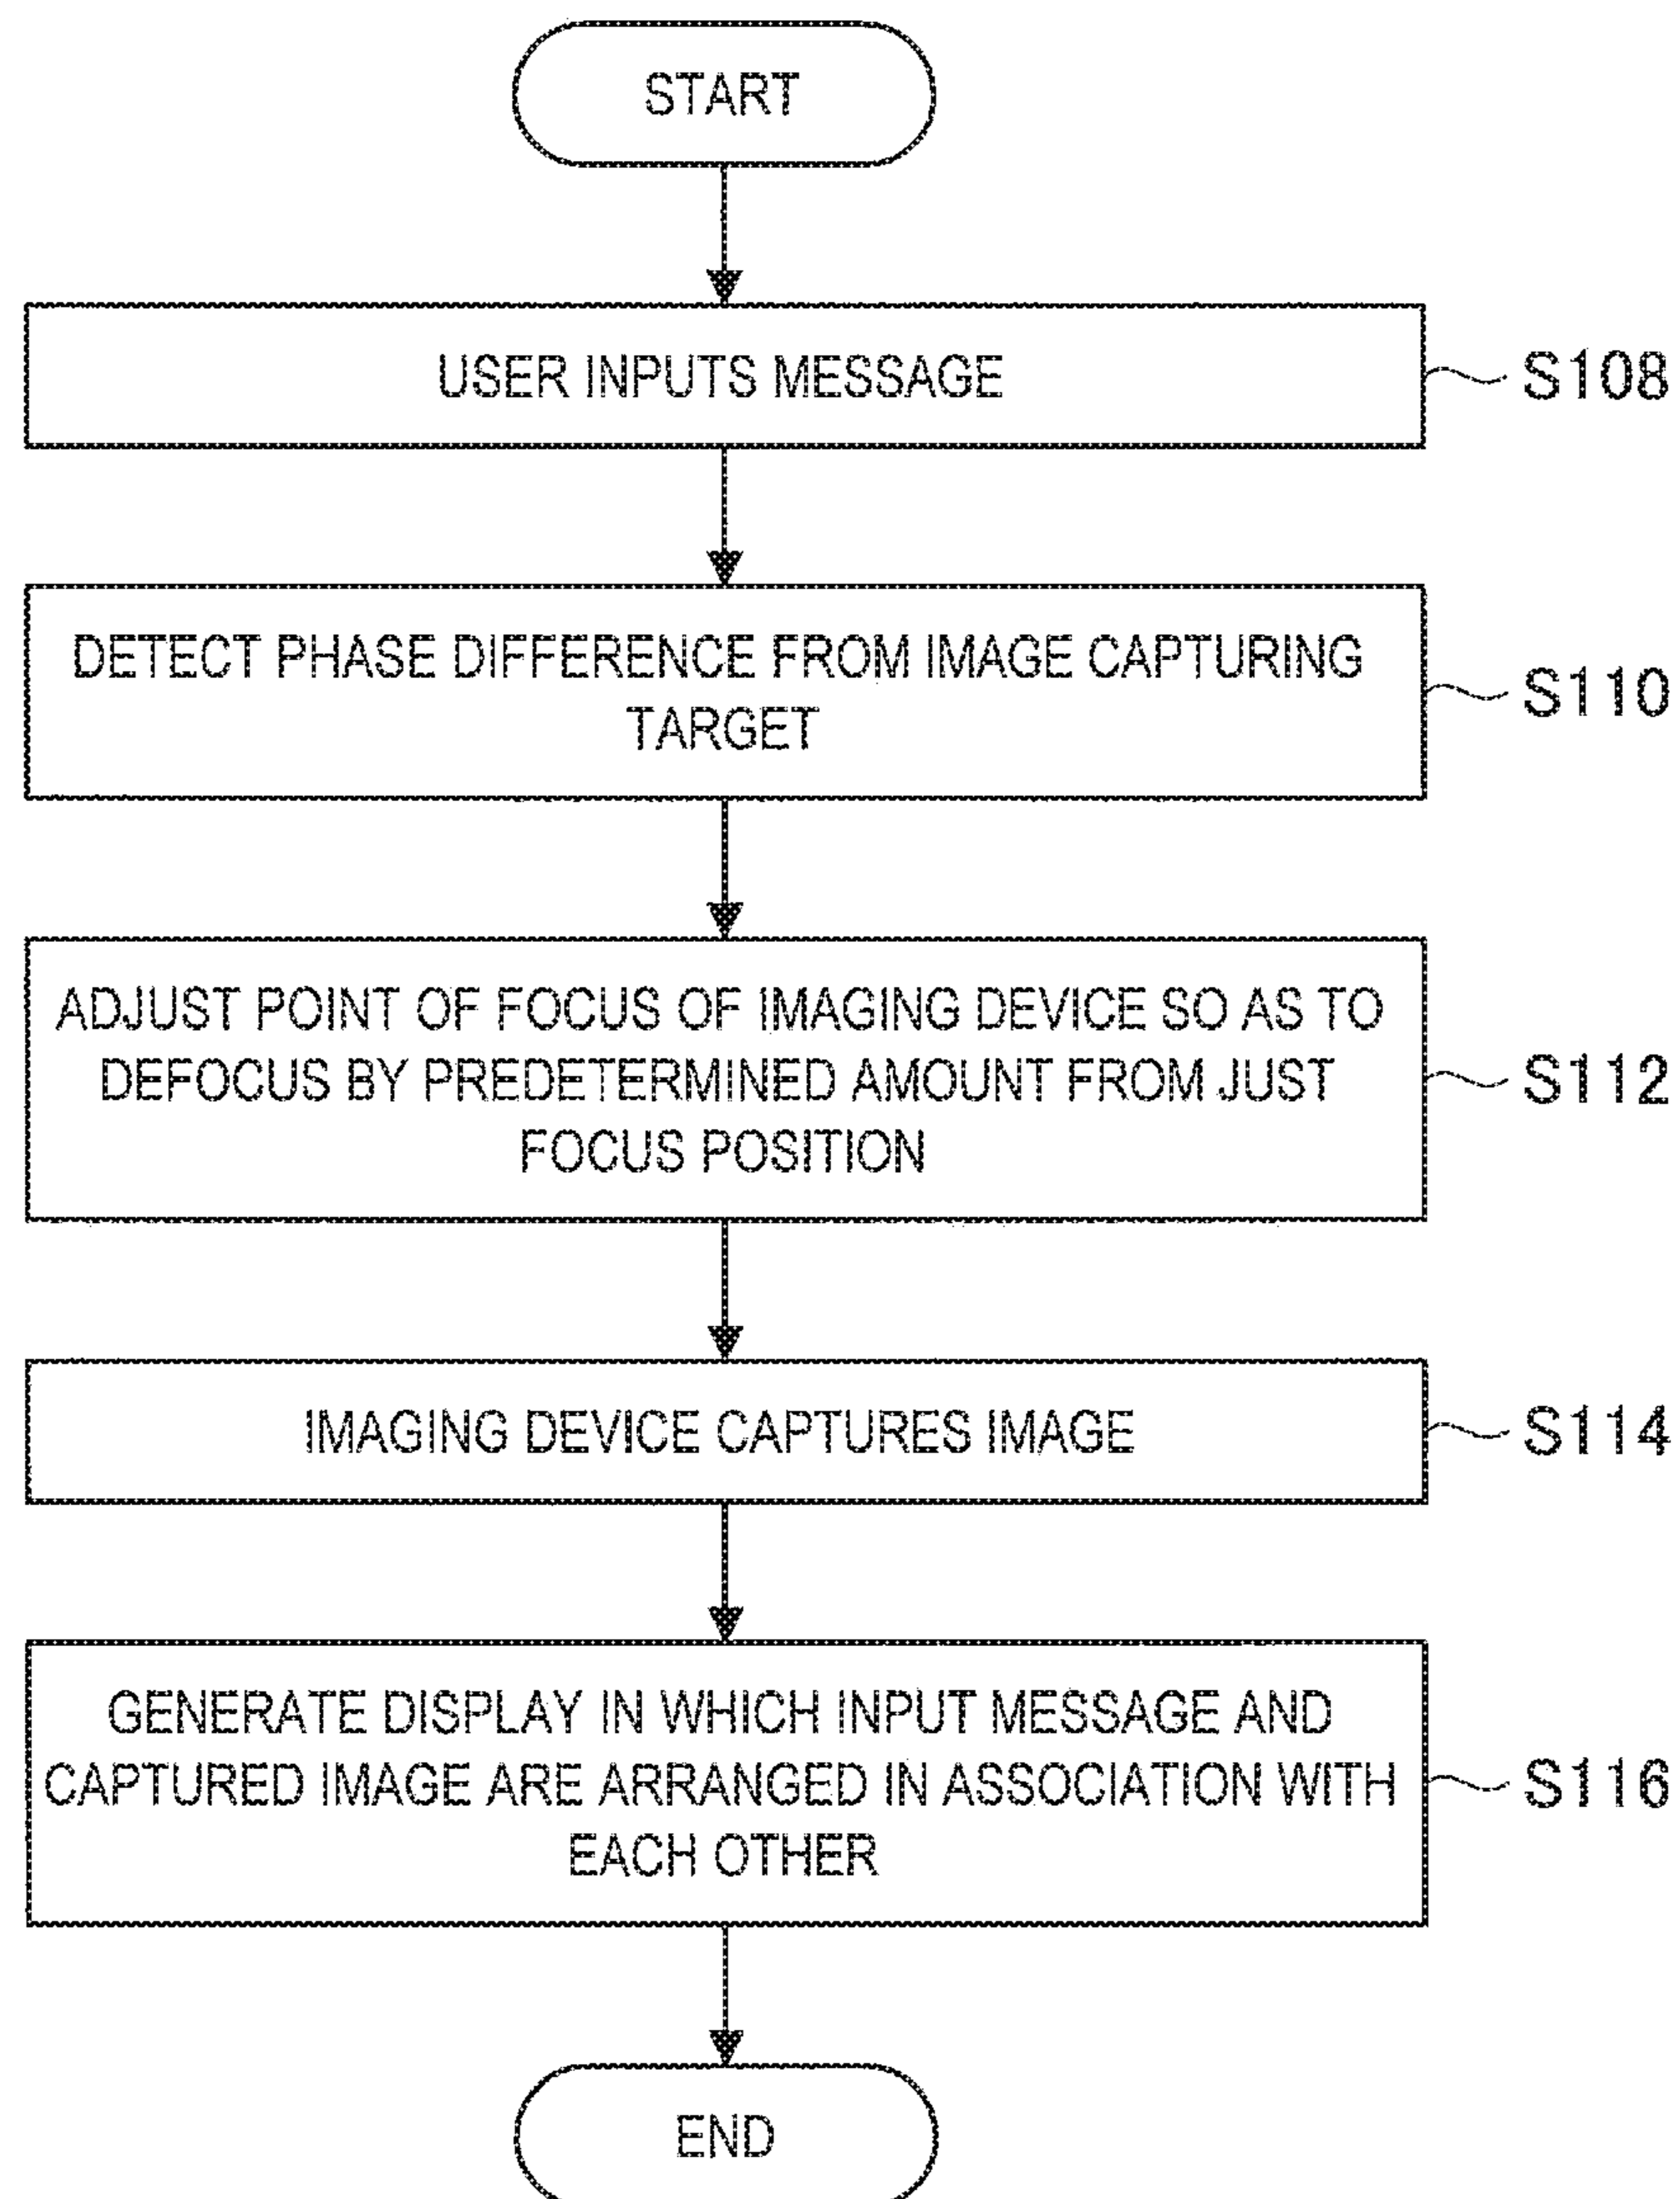 START
USER INPUTS MESSAGE
S108
DETECT PHASE DIFFERENCE FROM IMAGE CAPTURING
TARGET
S110
ADJUST POINT OF FOCUS OF IMAGING DEVICE SO AS TO
DEFOCUS BY PREDETERMINED AMOUNT FROM JUST
FOCUS POSITION
S112
IMAGING DEVICE CAPTURES IMAGE
S114
GENERATE DISPLAY IN WHICH INPUT MESSAGE AND
CAPTURED IMAGE ARE ARRANGED IN ASSOCIATION WITH
EACH OTHER
S116
END